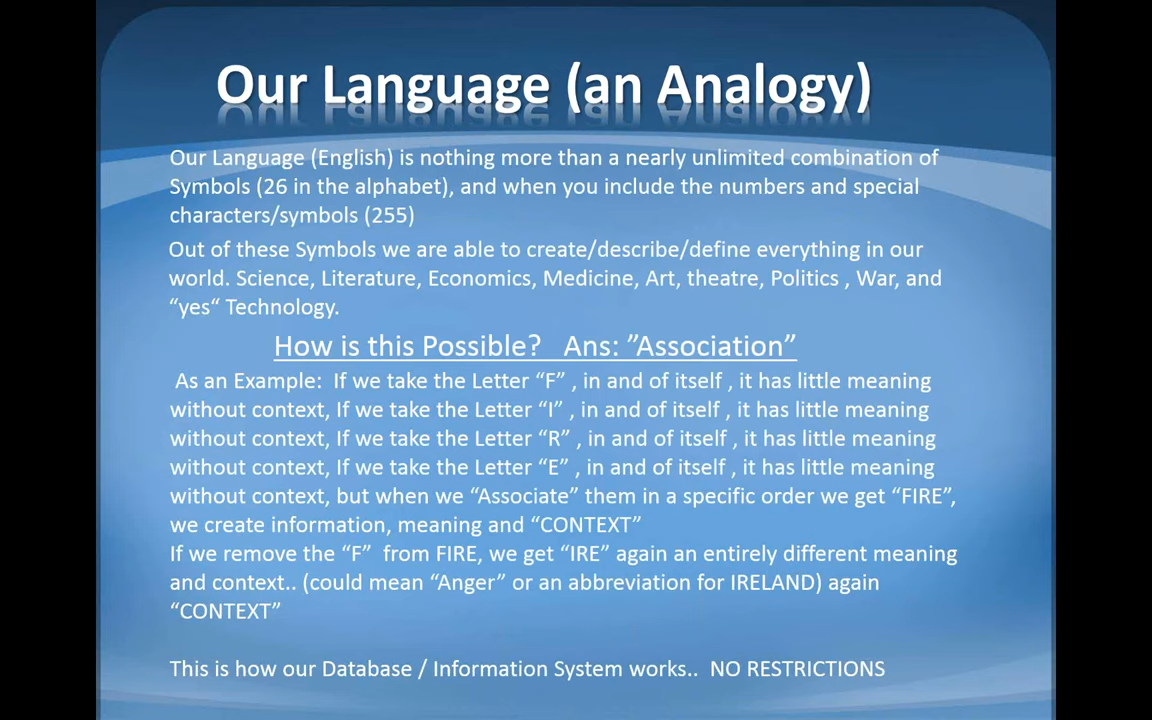 Our Language (an Analogy)
Our Language (English) is nothing more than a nearly unlimited combination of
Symbols (26 in the alphabet), and when you include the numbers and special
characters/symbols (255)
Out of these Symbols we are able to create/describe/define everything in our
world. Science, Literature, Economics, Medicine, Art, theatre, Politics , War, and
“yes“ Technology.
How is this Possible?   Ans: ”Association”
As an Example:  If we take the Letter “F” , in and of itself , it has little meaning
without context, If we take the Letter “I” , in and of itself , it has little meaning
without context, If we take the Letter “R” , in and of itself , it has little meaning
without context, If we take the Letter “E” , in and of itself , it has little meaning
without context, but when we “Associate” them in a specific order we get “FIRE”,
we create information, meaning and “CONTEXT”
If we remove the “F”  from FIRE, we get “IRE” again an entirely different meaning
and context.. (could mean “Anger” or an abbreviation for IRELAND) again
“CONTEXT”
This is how our Database / Information System works..  NO RESTRICTIONS